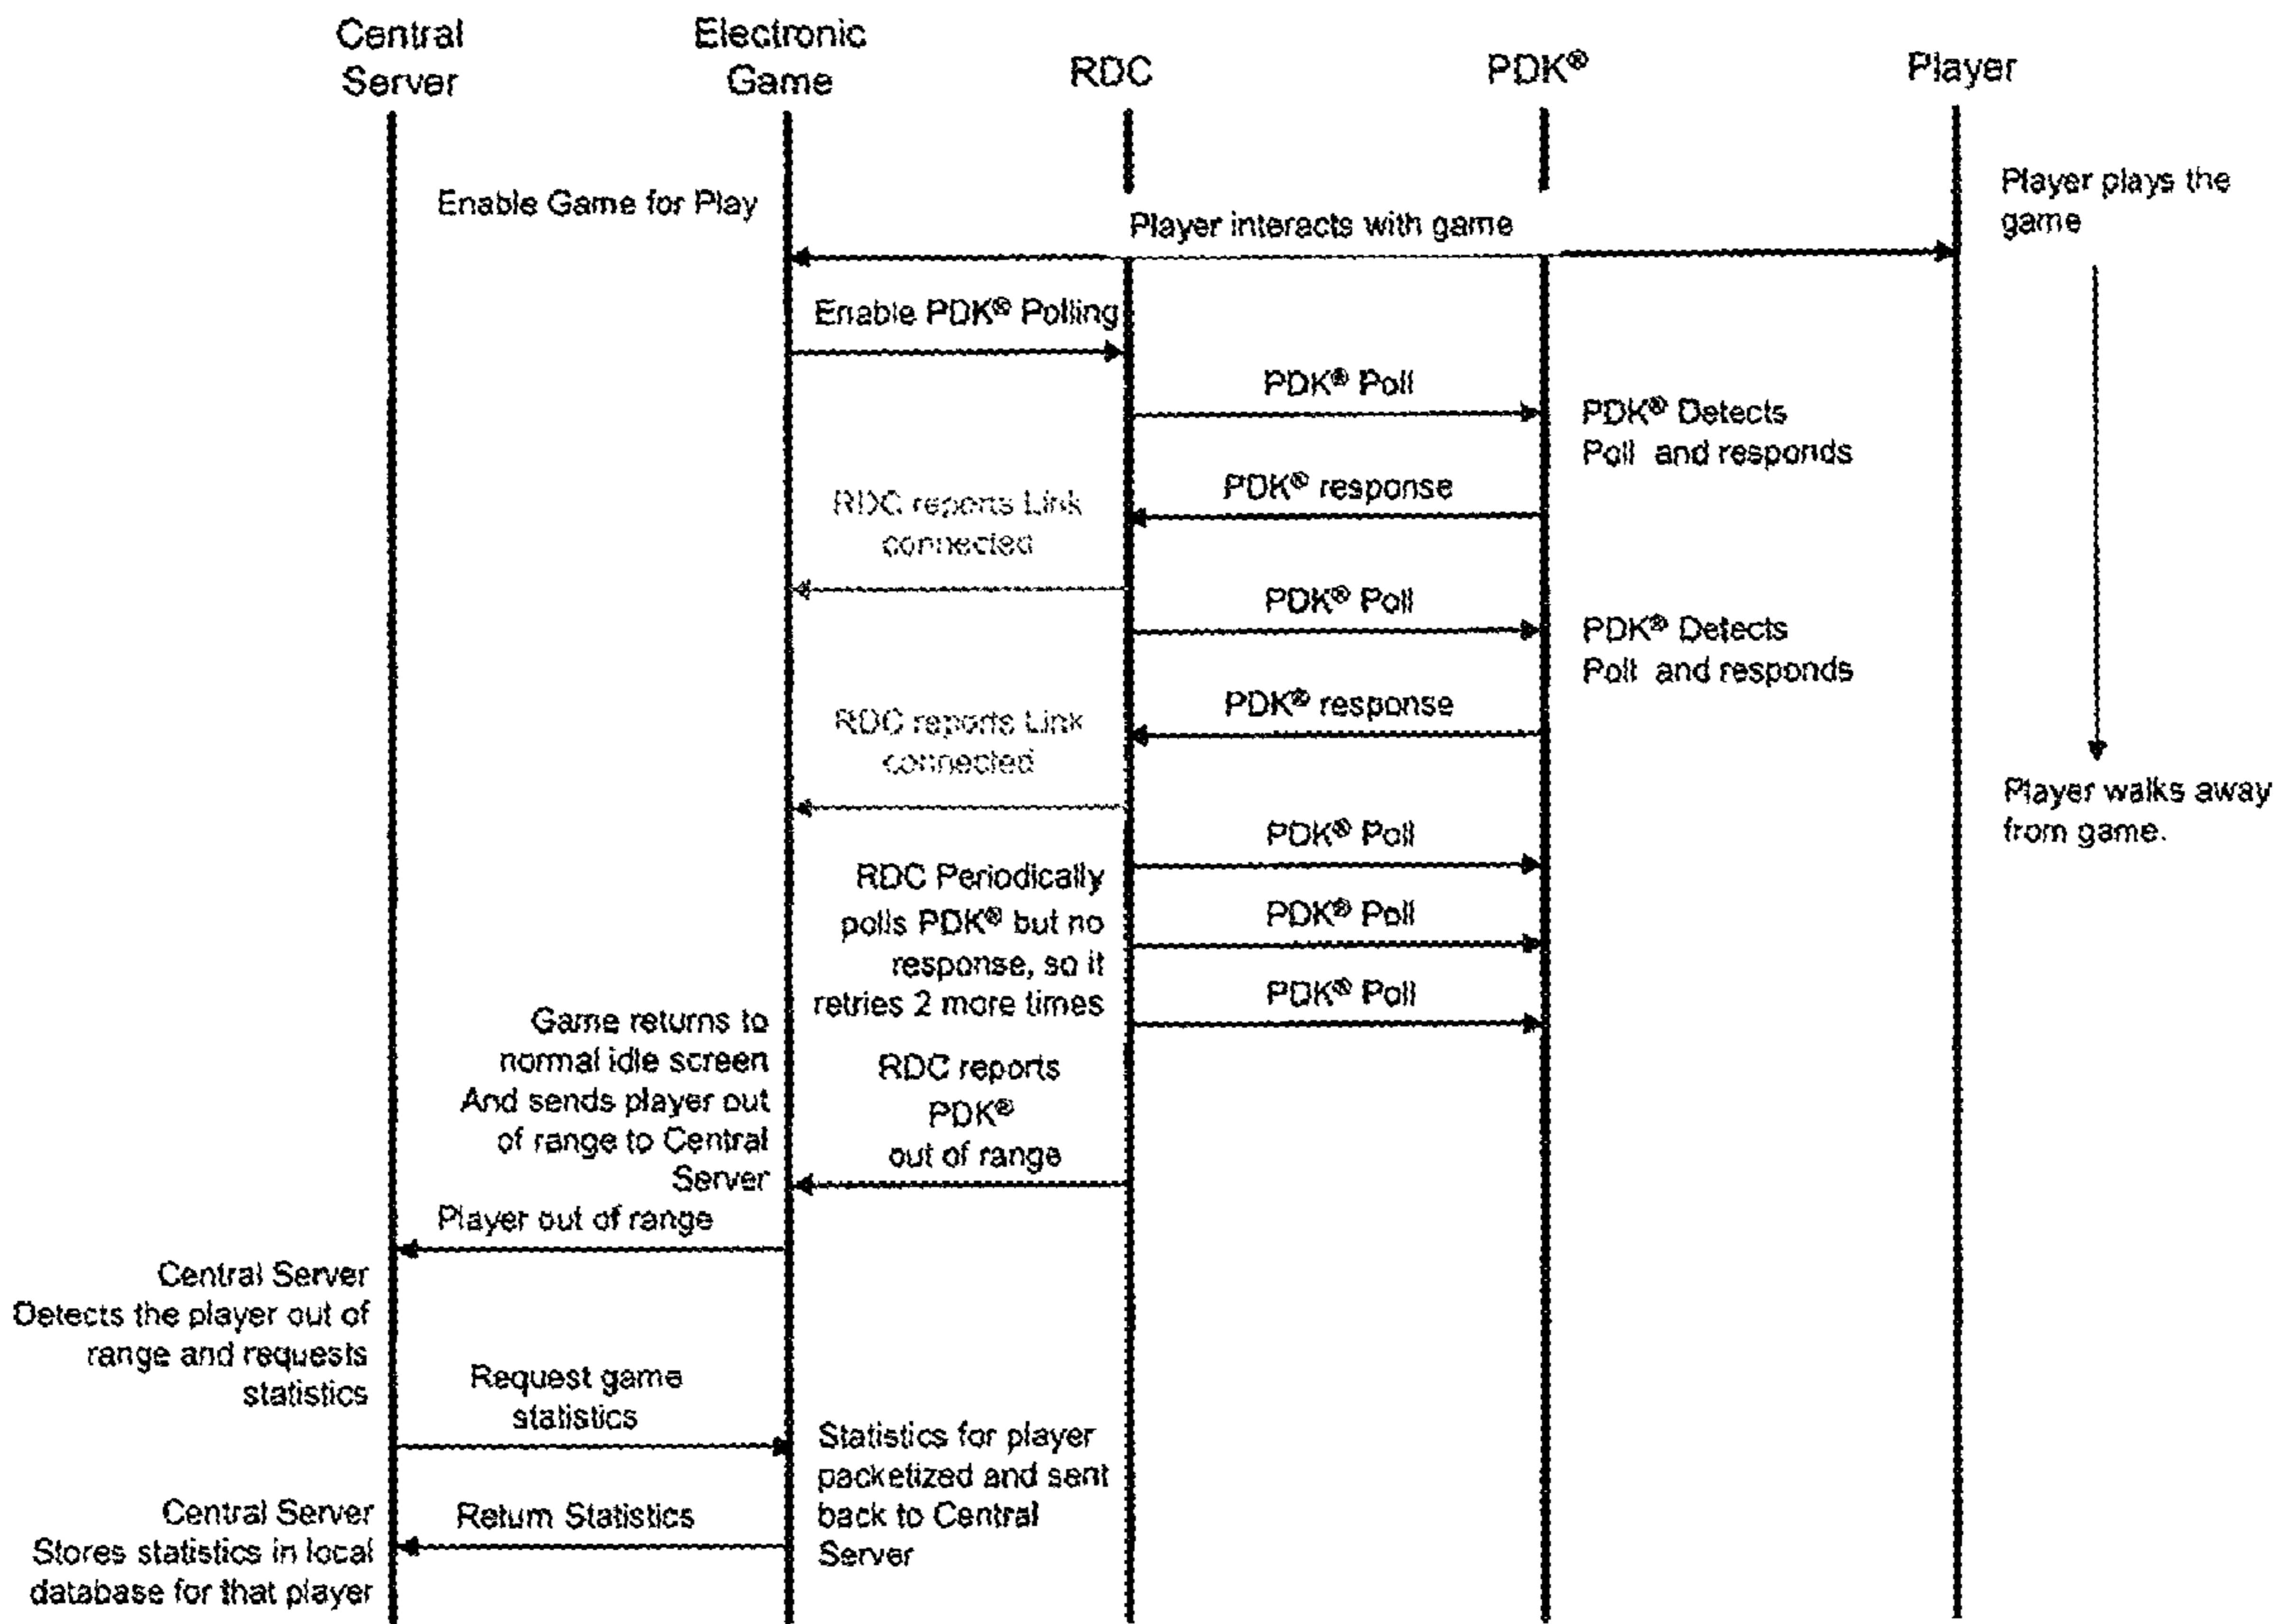 Central
Server
Electronic
Game
RDC
PDK®
Player
Enable Game for Play
Player interacts with game
Player plays the
game
Enable PDK® Polling
PDK® Poll
PDK® Detects
Poll and responds
PDK® response
RDC reports Link
connected
PDK® Poll
PDK® Detects
Poll and responds
PDK® response
RDC reports Link
connected
Player walks away
from game.
PDK® Poll
RDC Periodically
polls PDK® but no
response, so it
retries 2 more times
PDK® Poll
PDK® Poll
Game returns to
normal idle screen
And sends player out
of range to Central
Server
RDC reports
PDK®
out of range
Player out of range
Central Server
Detects the player out of
range and requests
statistics
Request game
statistics
Statistics for player
packetized and sent
back to Central
Server
Central Server
Stores statistics in local
database for that player
Return Statistics